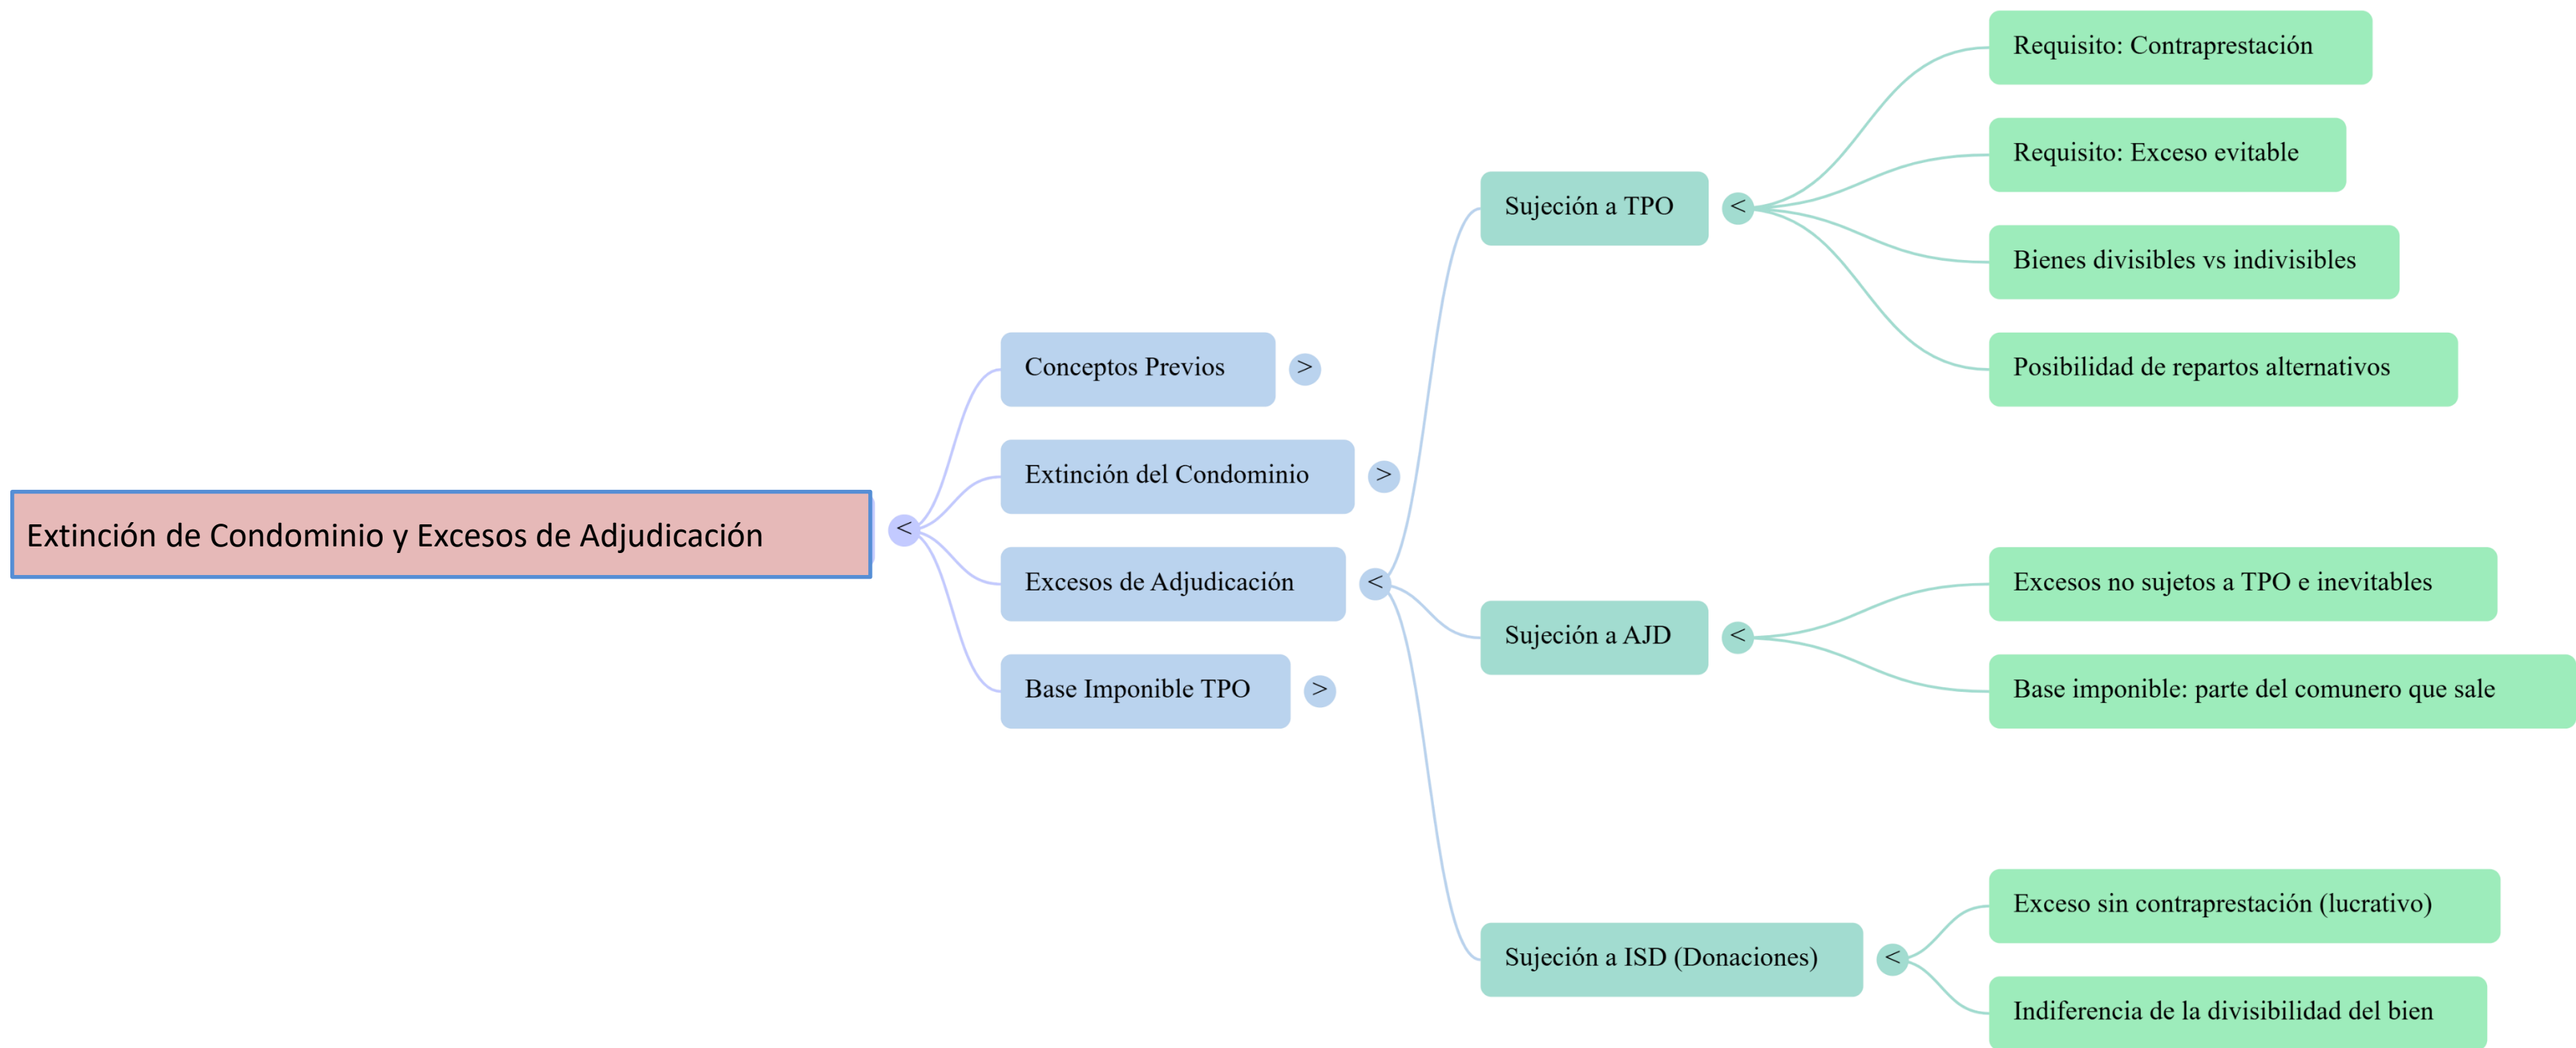 Extinción de Condominio y Excesos de Adjudicación
<
Conceptos Previos
>
Extinción del Condominio
>
Excesos de Adjudicación
<
Sujeción a TPO
<
Requisito: Contraprestación
Requisito: Exceso evitable
Bienes divisibles vs indivisibles
Posibilidad de repartos alternativos
Sujeción a AJD
<
Excesos no sujetos a TPO e inevitables
Base imponible: parte del comunero que sale
Sujeción a ISD (Donaciones)
<
Exceso sin contraprestación (lucrativo)
Indiferencia de la divisibilidad del bien
Base Imponible TPO
>